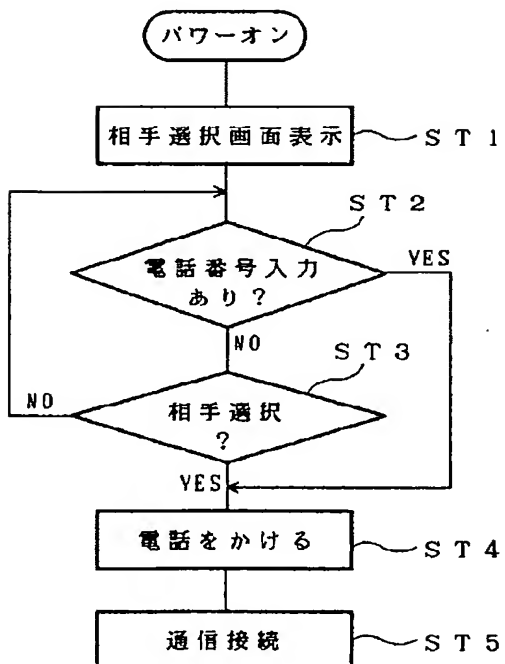 パワーオン
相手選択画面表示
ST1
ST2
電話番号入力
あり?
YES
NO
ST3
NO
相手選択
?
YES
電話をかける
ST4
通信接続
ST5